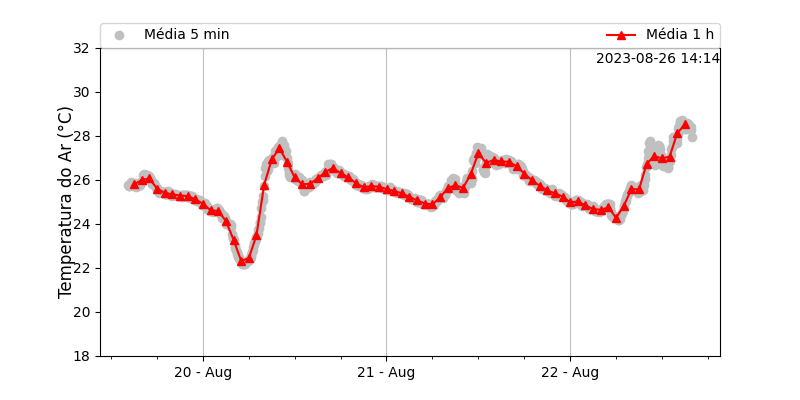 Média 5 min
Média 1 h
2023-08-26 14:14
Temperatura do Ar (°C)
32
30
28
26
24
22
20
18
20 - Aug
21 - Aug
22 - Aug